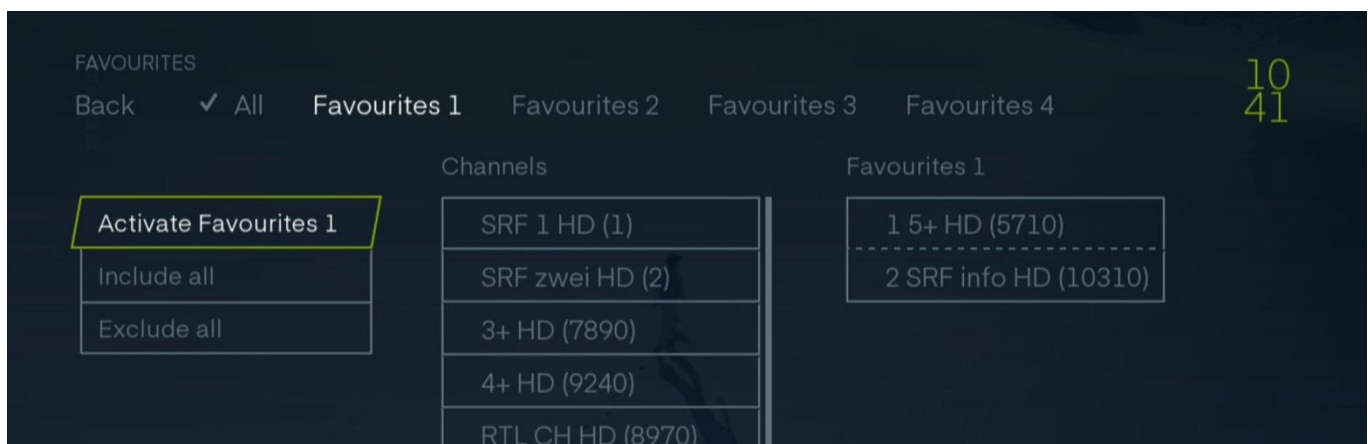 FAVOURITES
Back ✓ All Favourites 1 Favourites 2 Favourites 3 Favourites 4
10
41
Channels
Favourites 1
Activate Favourites 1
Include all
Exclude all
SRF 1 HD (1)
SRF zwei HD (2)
3+ HD (7890)
4+ HD (9240)
RTL CH HD (8970)
1 5+ HD (5710)
2 SRF info HD (10310)